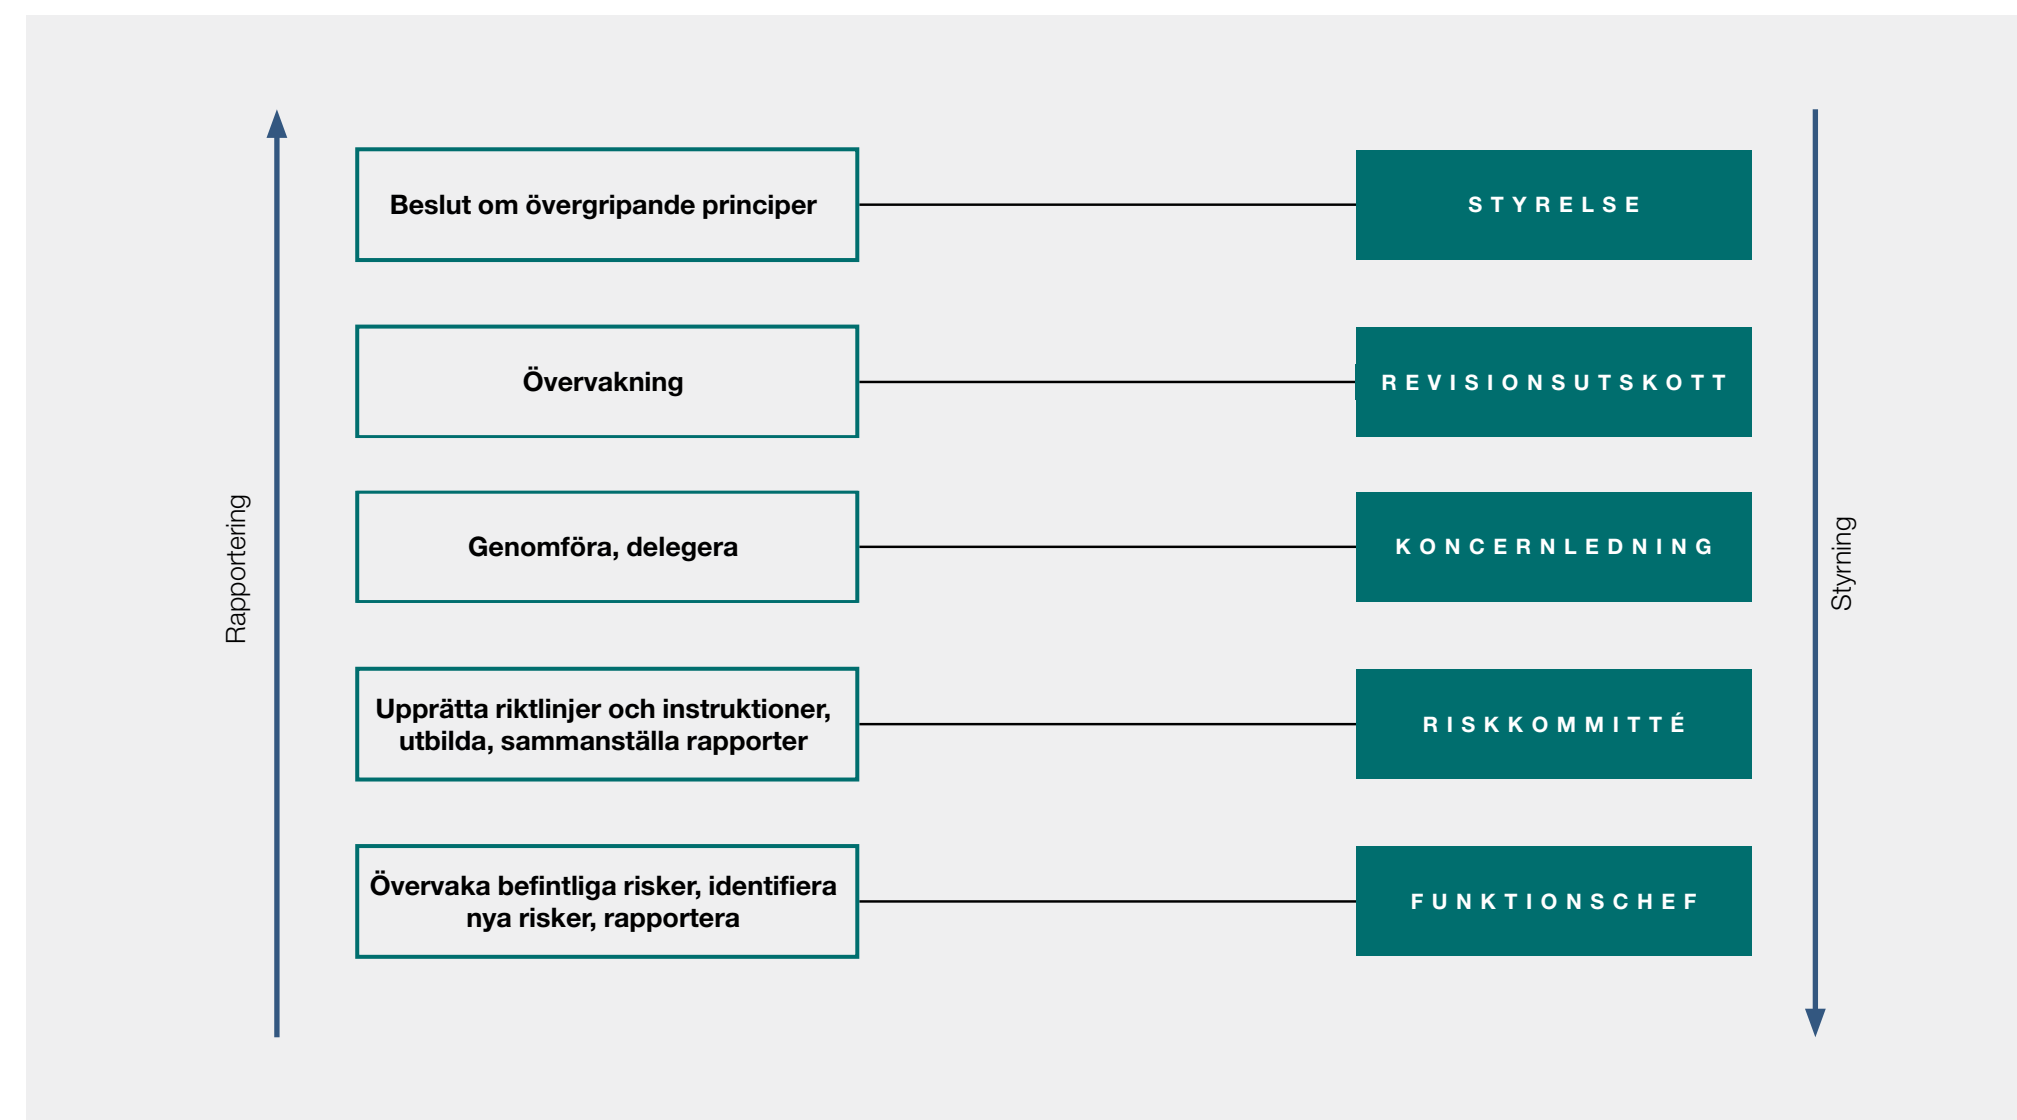 Beslut om övergripande principer
STYRELSE
Övervakning
REVISIONSUTSKOTT
Rapportering
Genomföra, delegera
KONCERNLEDNING
Styrning
Upprätta riktlinjer och instruktioner,
utbilda, sammanställa rapporter
RISKKOMMITTÉ
Övervaka befintliga risker, identifiera
nya risker, rapportera
FUNKTIONSCHEF